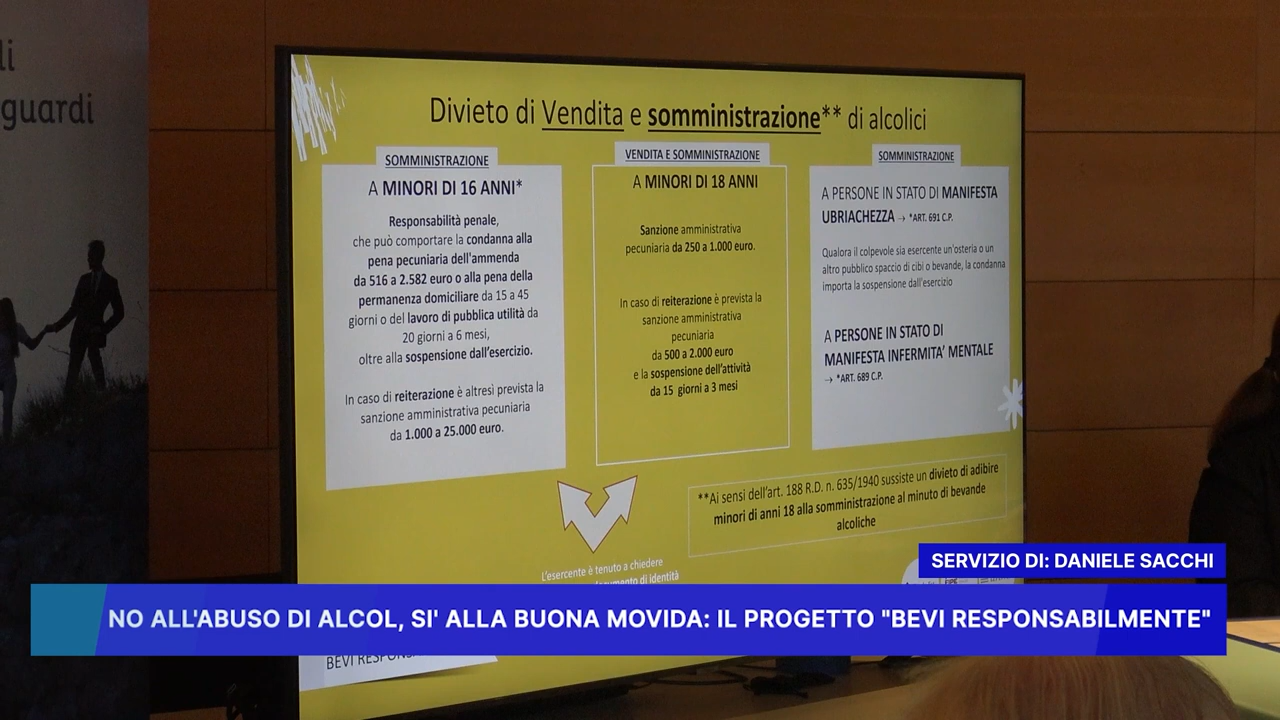 li
guardi
Divieto di Vendita e somministrazione** di alcolici
SOMMINISTRAZIONE
A MINORI DI 16 ANNI*
Responsabilità penale,
che può comportare la condanna alla
pena pecuniaria dell'ammenda
da 516 a 2.582 euro o alla pena della
permanenza domiciliare da 15 a 45
giorni o del lavoro di pubblica utilità da
20 giorni a 6 mesi,
oltre alla sospensione dall'esercizio.
In caso di reiterazione è altresì prevista la
sanzione amministrativa pecuniaria
da 1.000 a 25.000 euro.
VENDITA E SOMMINISTRAZIONE
A MINORI DI 18 ANNI
Sanzione amministrativa
pecuniaria da 250 a 1.000 euro.
In caso di reiterazione è prevista la
sanzione amministrativa
pecuniaria
da 500 a 2.000 euro
e la sospensione dell'attività
da 15 giorni a 3 mesi
SOMMINISTRAZIONE
A PERSONE IN STATO DI MANIFESTA
UBRIACHEZZA → *ART. 691 C.P.
Qualora il colpevole sia esercente un'osteria o un
altro pubblico spaccio di cibi o bevande, la condanna
importa la sospensione dall'esercizio
A PERSONE IN STATO DI
MANIFESTA INFERMITA' MENTALE
→ *ART. 689 C.P.
**Ai sensi dell'art. 188 R.D. n. 635/1940 sussiste un divieto di adibire
minori di anni 18 alla somministrazione al minuto di bevande
alcoliche
L'esercente è tenuto a chiedere
documento di identità
SERVIZIO DI: DANIELE SACCHI
NO ALL'ABUSO DI ALCOL, SI' ALLA BUONA MOVIDA: IL PROGETTO "BEVI RESPONSABILMENTE"
BEVI